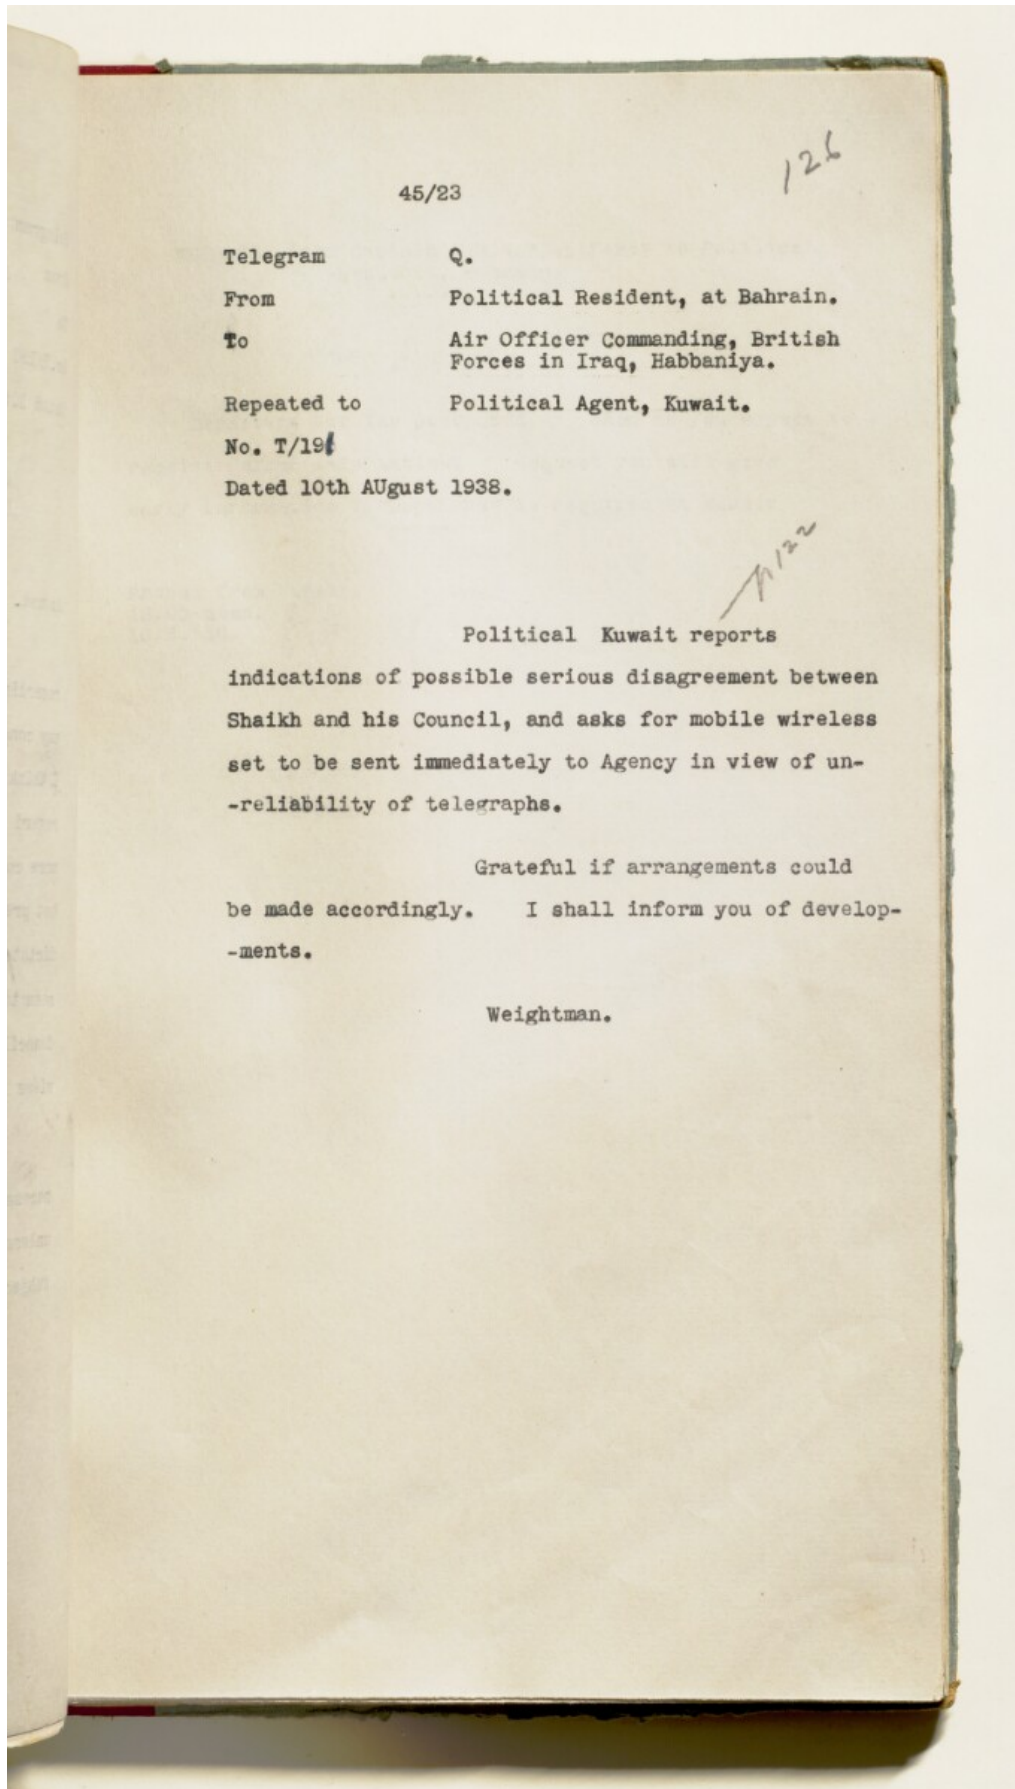 126
45/23
Telegram Q.
From Political Resident, at Bahrain.
To Air Officer Commanding, British
Forces in Iraq, Habbaniya.
Repeated to Political Agent, Kuwait.
No. T/191
Dated 10th AUgust 1938.
p 122
Political Kuwait reports
indications of possible serious disagreement between
Shaikh and his Council, and asks for mobile wireless
set to be sent immediately to Agency in view of un-
-reliability of telegraphs.
Grateful if arrangements could
be made accordingly. I shall inform you of develop-
-ments.
Weightman.